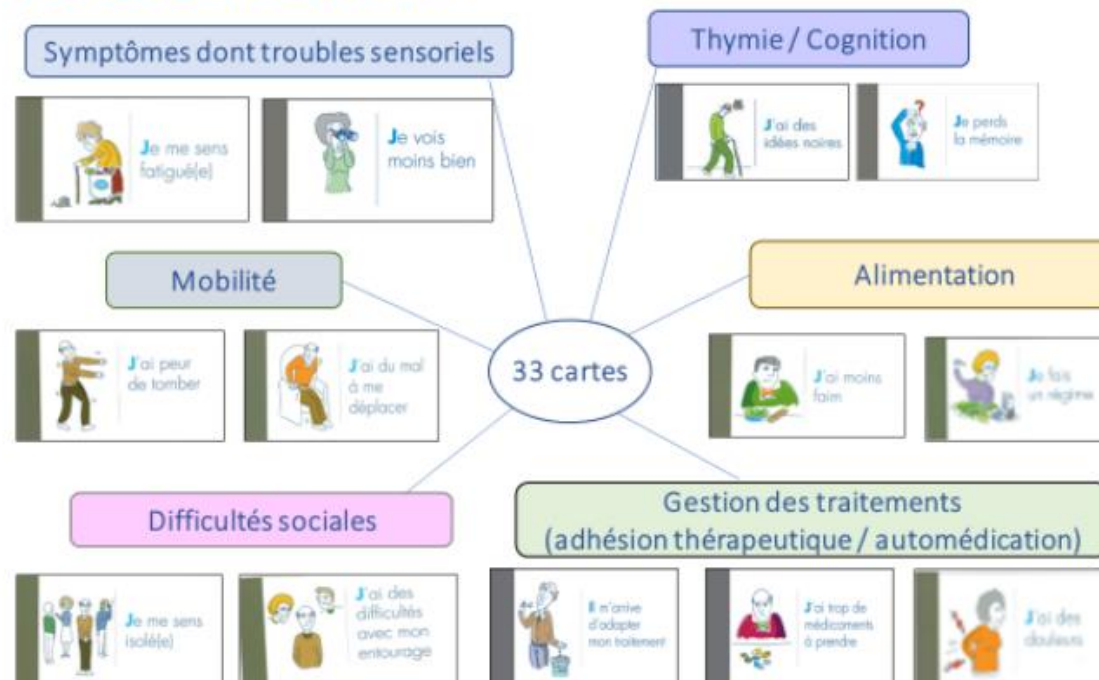 Symptômes dont troubles sensoriels
Je me sens
fatigué(e)
Je vois
moins bien
Thymie / Cognition
J'ai des
idées noires
Je perds
la mémoire
Mobilité
J'ai peur
de tomber
J'ai du mal
à me
déplacer
33 cartes
Alimentation
J'ai moins
faim
Je fais
un régime
Difficultés sociales
Je me sens
isolé(e)
J'ai des
difficultés
avec mon
entourage
Gestion des traitements
(adhésion thérapeutique / automédication)
Il m'arrive
d'adapter
mon traitement
J'ai trop de
médicaments
à prendre
J'ai des
douleurs